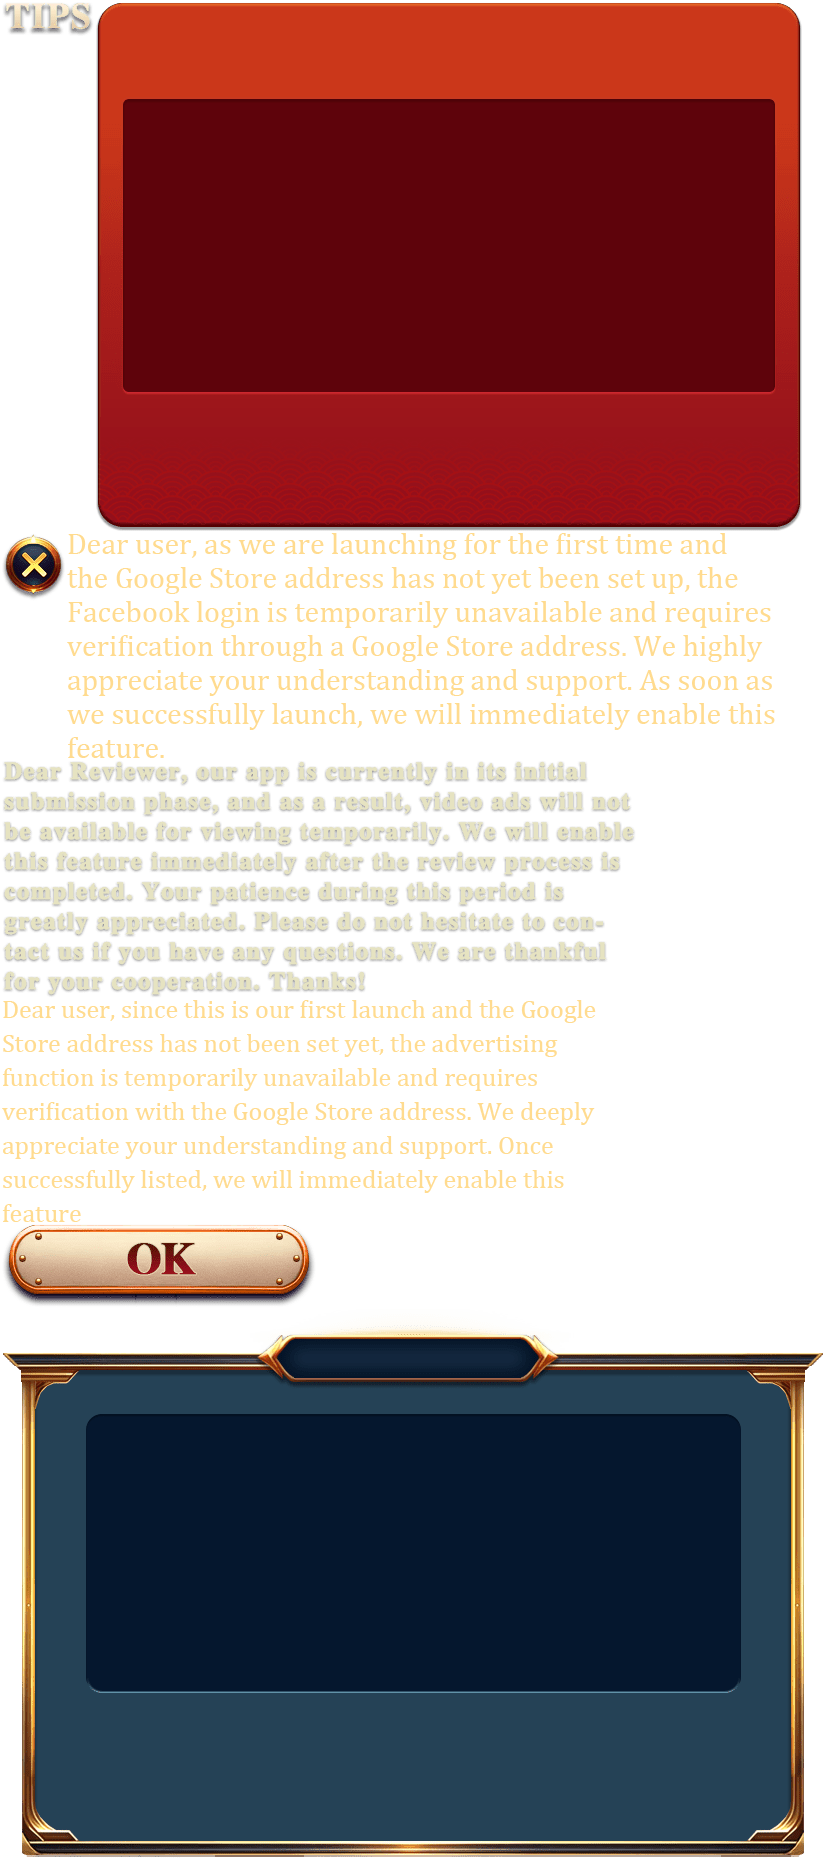 TIPS
Dear user, as we are launching for the first time and
the Google Store address has not yet been set up, the
Facebook login is temporarily unavailable and requires
verification through a Google Store address. We highly
appreciate your understanding and support. As soon as
we successfully launch, we will immediately enable this
feature.
Dear Reviewer, our app is currently in its initial
submission phase, and as a result, video ads will not
be available for viewing temporarily. We will enable
this feature immediately after the review process is
completed. Your patience during this period is
greatly appreciated. Please do not hesitate to con-
tact us if you have any questions. We are thankful
for your cooperation. Thanks!
Dear user, since this is our first launch and the Google
Store address has not been set yet, the advertising
function is temporarily unavailable and requires
verification with the Google Store address. We deeply
appreciate your understanding and support. Once
successfully listed, we will immediately enable this
feature
OK